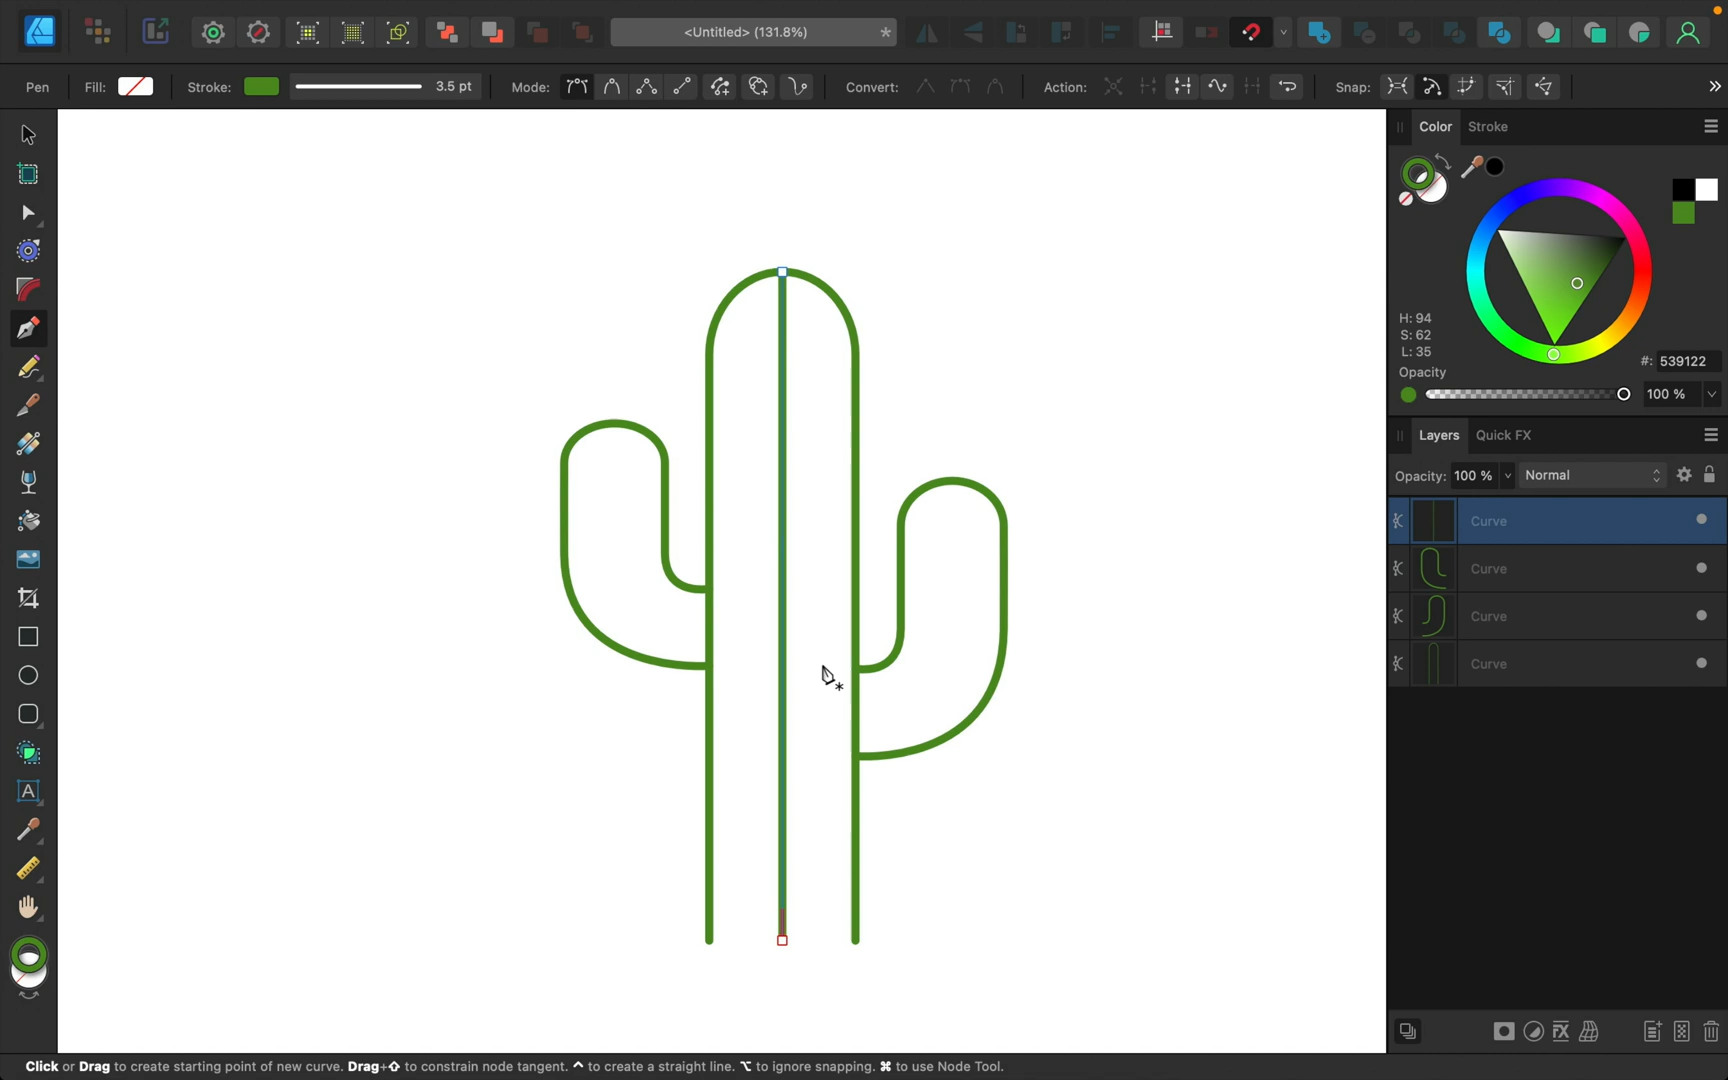 <Untitled> (131.8%) *
Pen Fill: Stroke: 3.5 pt Mode: Convert: Action: Snap: »
Color Stroke
H: 94
S: 62
L: 35
#: 539122
Opacity
100 %
Layers Quick FX
Opacity: 100 % Normal
Curve
Curve
Curve
Curve
A
FX
Click or Drag to create starting point of new curve. Drag+⇧ to constrain node tangent. ⌃ to create a straight line. ⌥ to ignore snapping. ⌘ to use Node Tool.